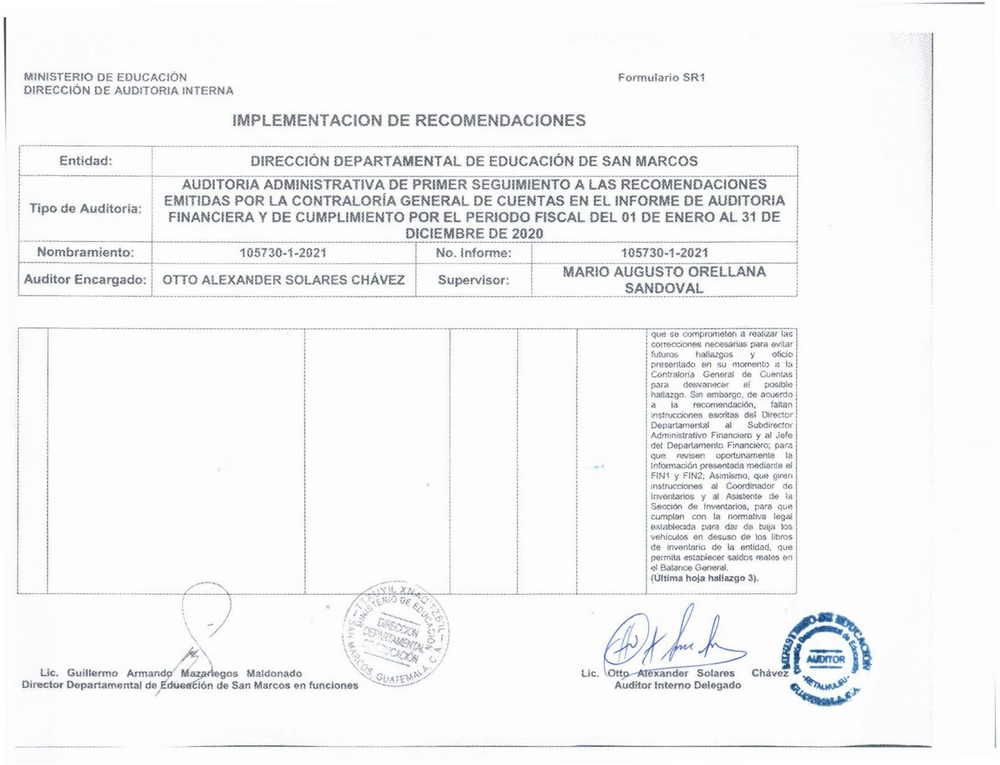 MINISTERIO DE EDUCACIÓN
DIRECCIÓN DE AUDITORIA INTERNA
Formulario SR1
IMPLEMENTACION DE RECOMENDACIONES
Entidad:
DIRECCIÓN DEPARTAMENTAL DE EDUCACIÓN DE SAN MARCOS
Tipo de Auditoria:
AUDITORIA ADMINISTRATIVA DE PRIMER SEGUIMIENTO A LAS RECOMENDACIONES
EMITIDAS POR LA CONTRALORÍA GENERAL DE CUENTAS EN EL INFORME DE AUDITORIA
FINANCIERA Y DE CUMPLIMIENTO POR EL PERIODO FISCAL DEL 01 DE ENERO AL 31 DE
DICIEMBRE DE 2020
Nombramiento:
105730-1-2021
No. Informe:
105730-1-2021
Auditor Encargado:
OTTO ALEXANDER SOLARES CHÁVEZ
Supervisor:
MARIO AUGUSTO ORELLANA
SANDOVAL
que se comprometen a realizar las
correcciones necesarias para evitar
futuros hallazgos y oficio
presentado en su momento a la
Contraloría General de Cuentas
para desvanecer el posible
hallazgo. Sin embargo, de acuerdo
a la recomendación, faltan
instrucciones escritas del Director
Departamental al Subdirector
Administrativo Financiero y al Jefe
del Departamento Financiero; para
que revisen oportunamente la
Información presentada mediante el
FIN1 y FIN2; Asimismo, que giren
instrucciones al Coordinador de
Inventarios y al Asistente de la
Sección de Inventarios, para que
cumplan con la normativa legal
establecida para dar de baja los
vehículos en desuso de los libros
de inventario de la entidad, que
permita establecer saldos reales en
el Balance General.
(Última hoja hallazgo 3).
MINISTERIO DE EDUCACIÓN
DIRECCION
DEPARTAMENTAL
DE EDUCACIÓN
SAN MARCOS, GUATEMALA, C.A.
Lic. Guillermo Armando Mazariegos Maldonado
Director Departamental de Educación de San Marcos en funciones
Lic. Otto Alexander Solares Chávez
Auditor Interno Delegado
MINISTERIO DE EDUCACIÓN
Dirección Departamental de Educación
AUDITOR
-RETALHULEU-
GUATEMALA, C.A.